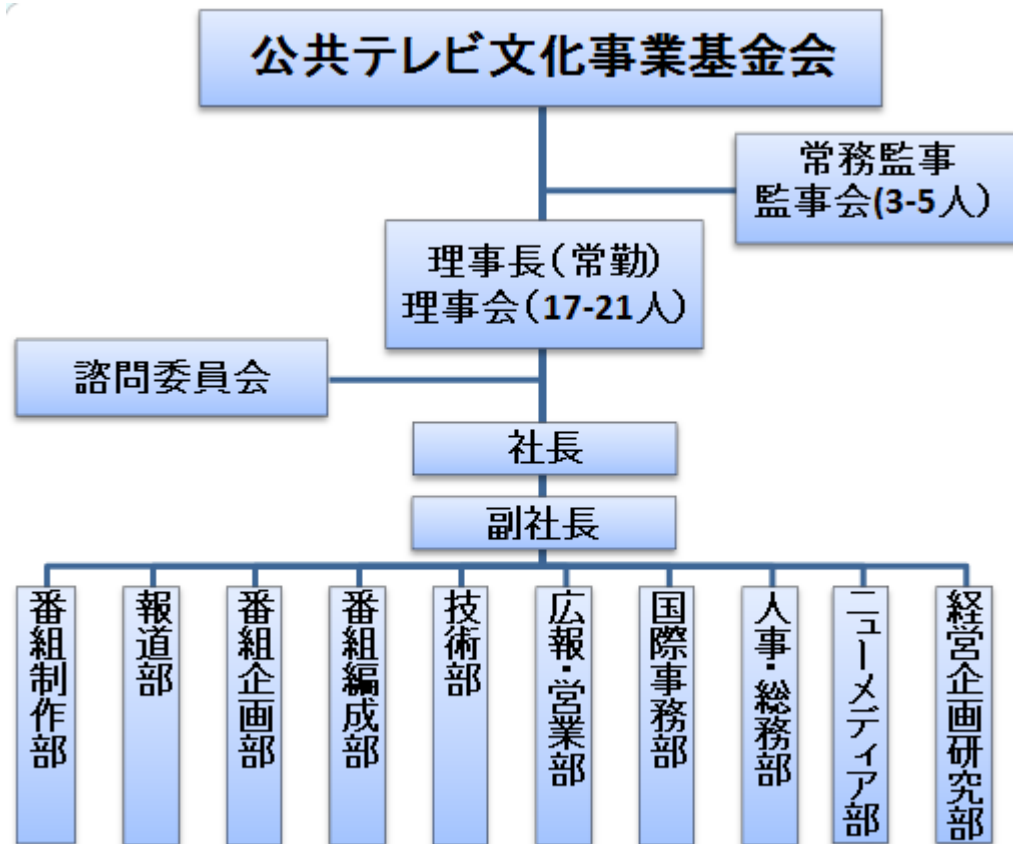 公共テレビ文化事業基金会
常務監事
監事会(3-5人)
理事長(常勤)
理事会(17-21人)
諮問委員会
社長
副社長
番組制作部
報道部
番組企画部
番組編成部
技術部
広報・営業部
国際事務部
人事・総務部
ニューメディア部
経営企画研究部